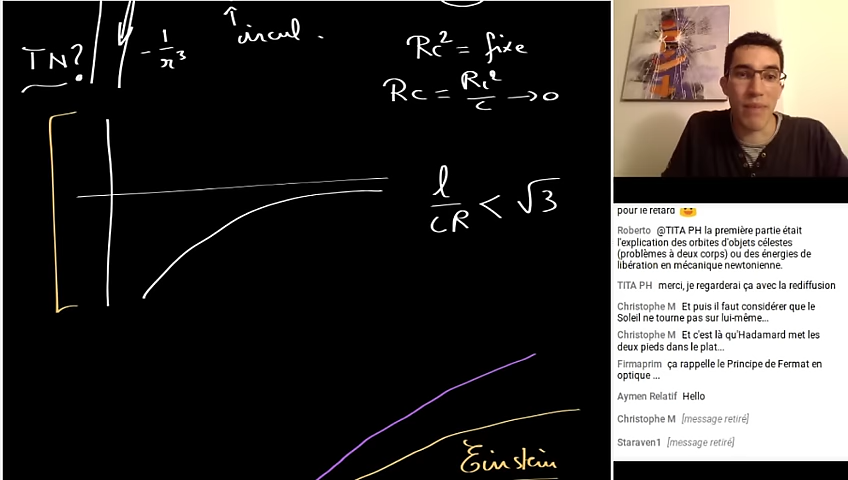 TN?
- 1/r³
↑
circul.
Rc² = fixe
Rc = Rc²/c → 0
l/cR < √3
Einstein
pour le retard
Roberto @TITA PH la première partie était
l'explication des orbites d'objets célestes
(problèmes à deux corps) ou des énergies de
libération en mécanique newtonienne.
TITA PH merci, je regarderai ça avec la rediffusion
Christophe M Et puis il faut considérer que le
Soleil ne tourne pas sur lui-même...
Christophe M Et c'est là qu'Hadamard met les
deux pieds dans le plat...
Firmaprim ça rappelle le Principe de Fermat en
optique ...
Aymen Relatif Hello
Christophe M [message retiré]
Staraven1 [message retiré]